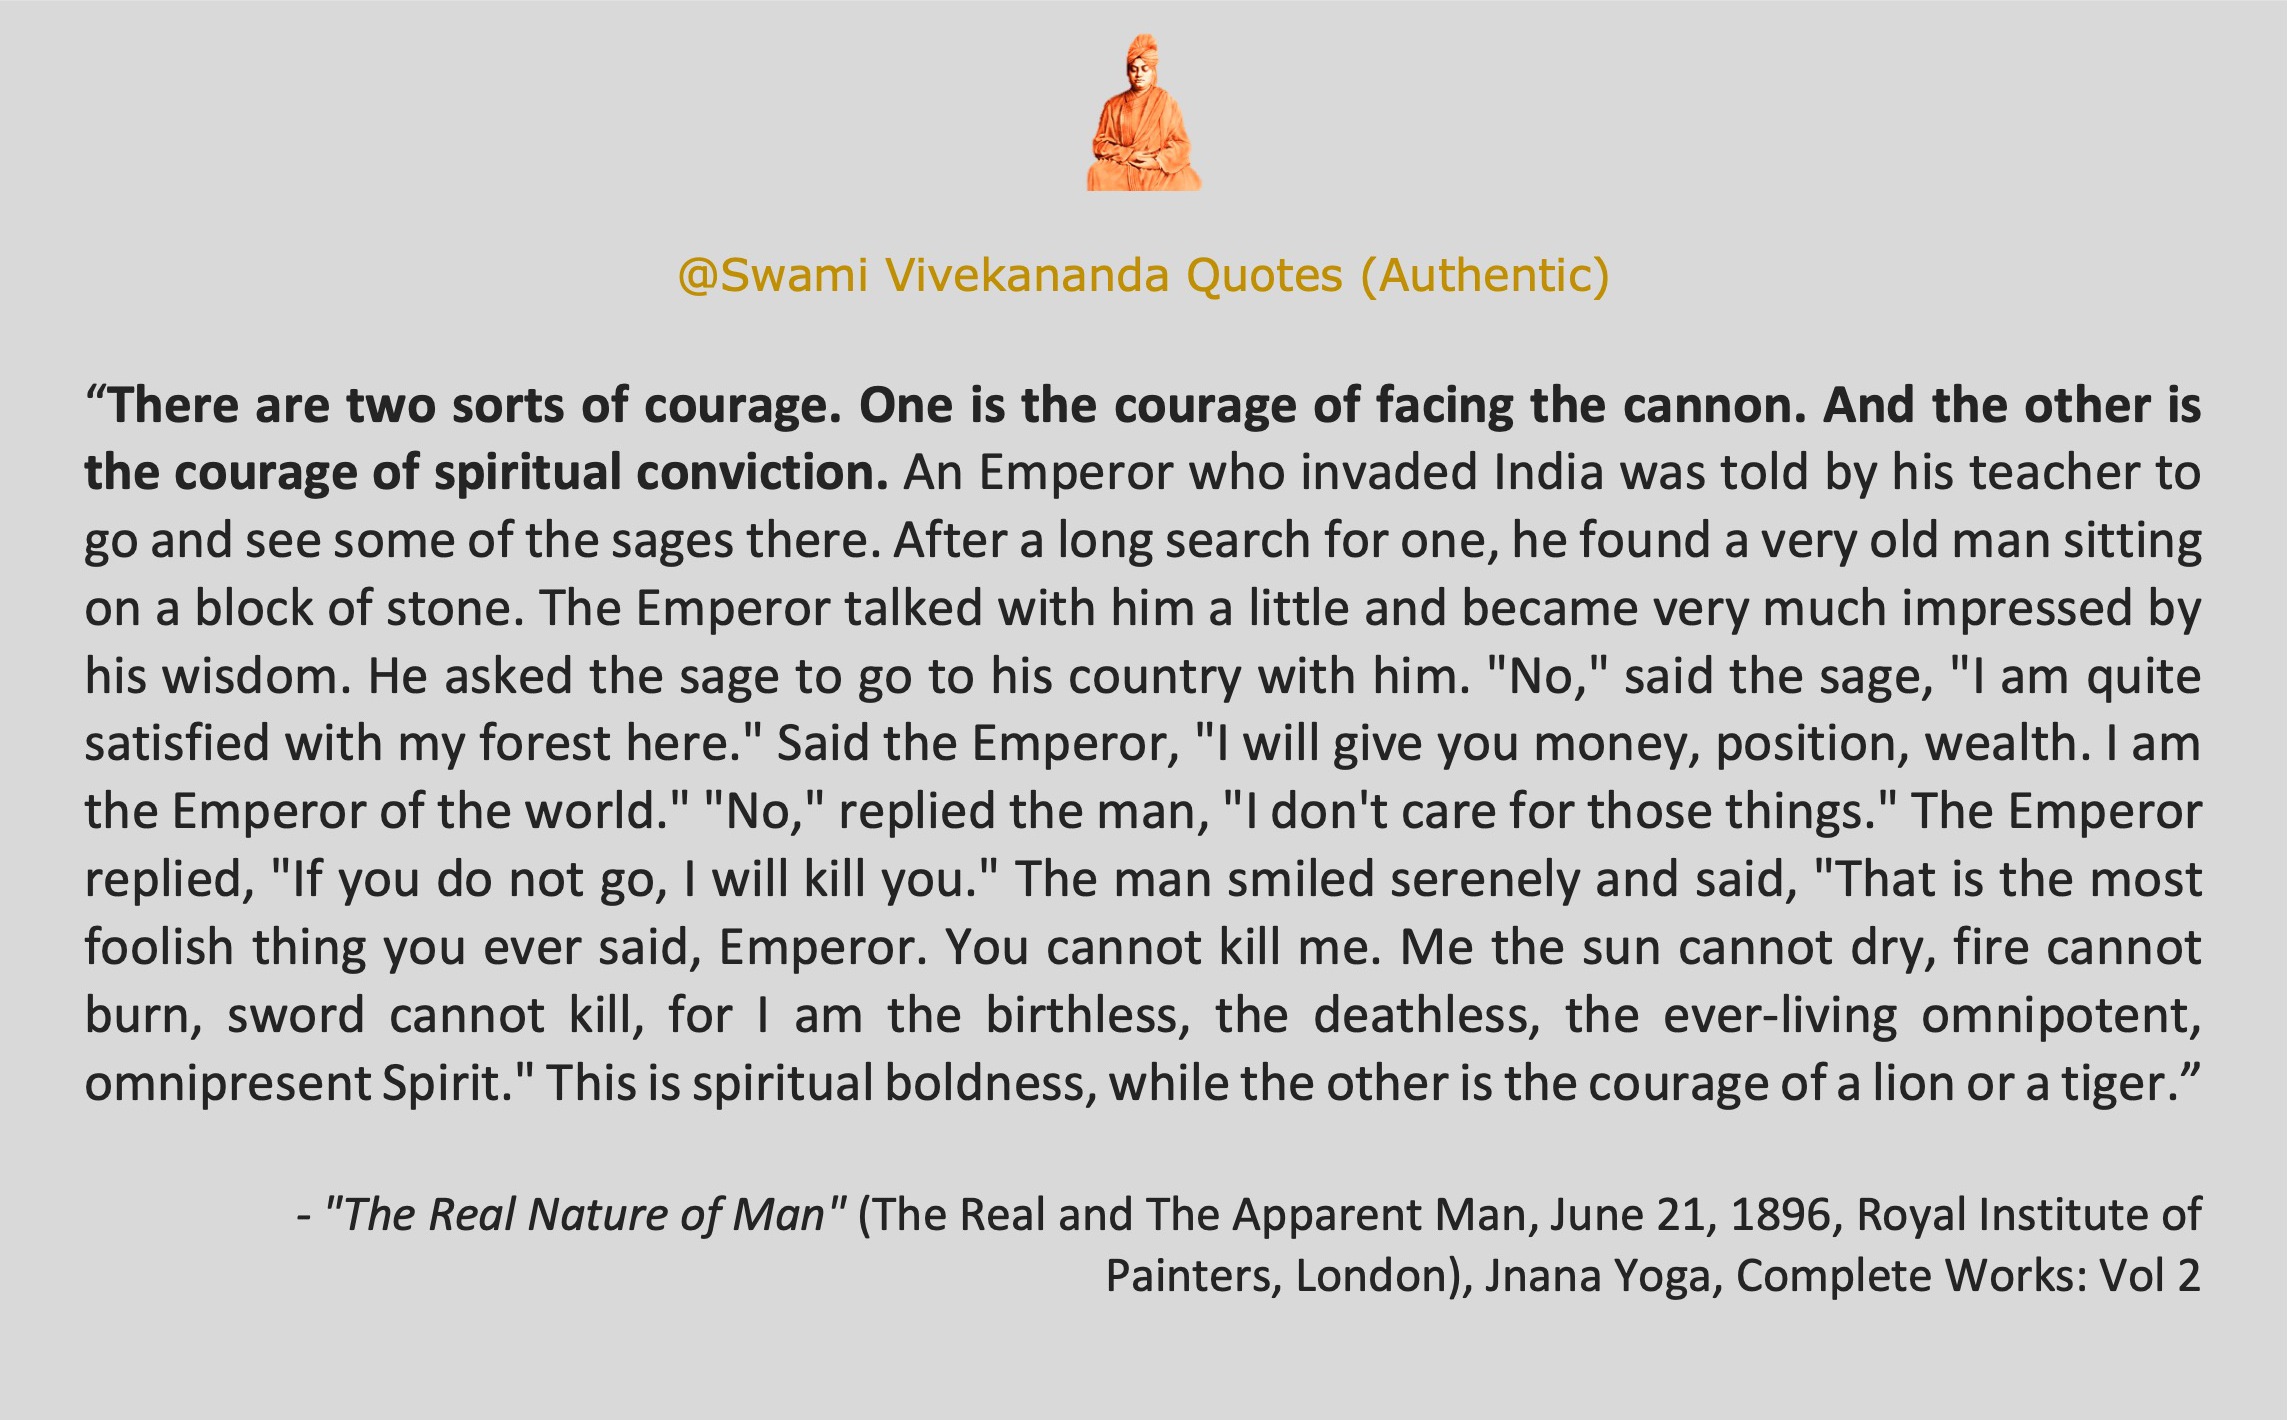 @Swami Vivekananda Quotes (Authentic)
“There are two sorts of courage. One is the courage of facing the cannon. And the other is
the courage of spiritual conviction. An Emperor who invaded India was told by his teacher to
go and see some of the sages there. After a long search for one, he found a very old man sitting
on a block of stone. The Emperor talked with him a little and became very much impressed by
his wisdom. He asked the sage to go to his country with him. "No," said the sage, "I am quite
satisfied with my forest here." Said the Emperor, "I will give you money, position, wealth. I am
the Emperor of the world." "No," replied the man, "I don't care for those things." The Emperor
replied, "If you do not go, I will kill you." The man smiled serenely and said, "That is the most
foolish thing you ever said, Emperor. You cannot kill me. Me the sun cannot dry, fire cannot
burn, sword cannot kill, for I am the birthless, the deathless, the ever-living omnipotent,
omnipresent Spirit." This is spiritual boldness, while the other is the courage of a lion or a tiger.”
- "The Real Nature of Man" (The Real and The Apparent Man, June 21, 1896, Royal Institute of
Painters, London), Jnana Yoga, Complete Works: Vol 2